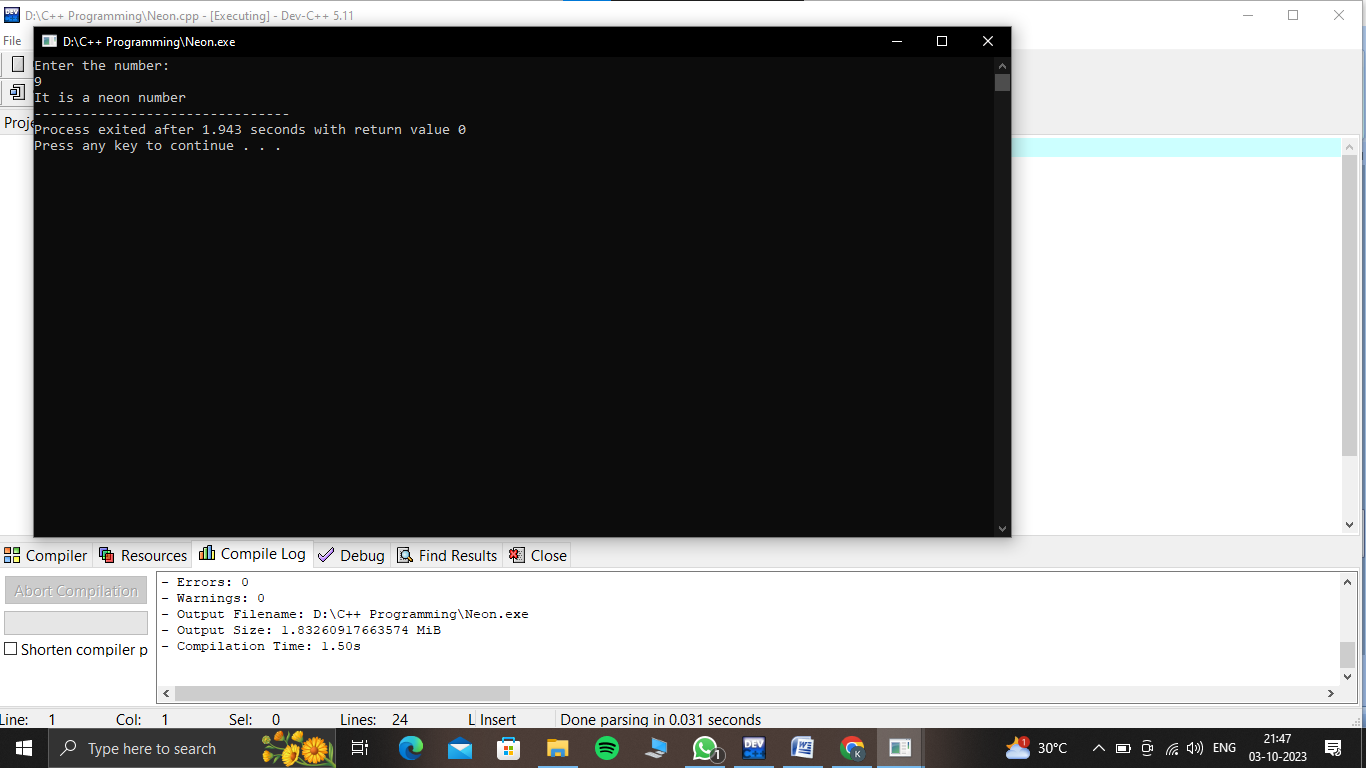 D:\C++ Programming\Neon.cpp - [Executing] - Dev-C++ 5.11
File
D:\C++ Programming\Neon.exe
Enter the number:
9
It is a neon number
--------------------------------
Process exited after 1.943 seconds with return value 0
Press any key to continue . . .
Proje
Compiler Resources Compile Log Debug Find Results Close
Abort Compilation
Shorten compiler p
- Errors: 0
- Warnings: 0
- Output Filename: D:\C++ Programming\Neon.exe
- Output Size: 1.83260917663574 MiB
- Compilation Time: 1.50s
Line: 1 Col: 1 Sel: 0 Lines: 24 L Insert Done parsing in 0.031 seconds
Type here to search
1
DEV
W
K
1
30°C
ENG
21:47
03-10-2023